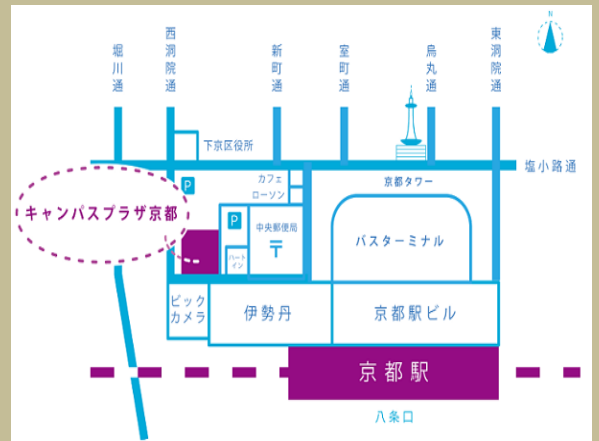 N
堀川通
西洞院通
新町通
室町通
烏丸通
東洞院通
下京区役所
塩小路通
カフェ
ローソン
京都タワー
P
キャンパスプラザ京都
P
中央郵便局
〒
バスターミナル
ハート
イン
ビック
カメラ
伊勢丹
京都駅ビル
京都駅
八条口